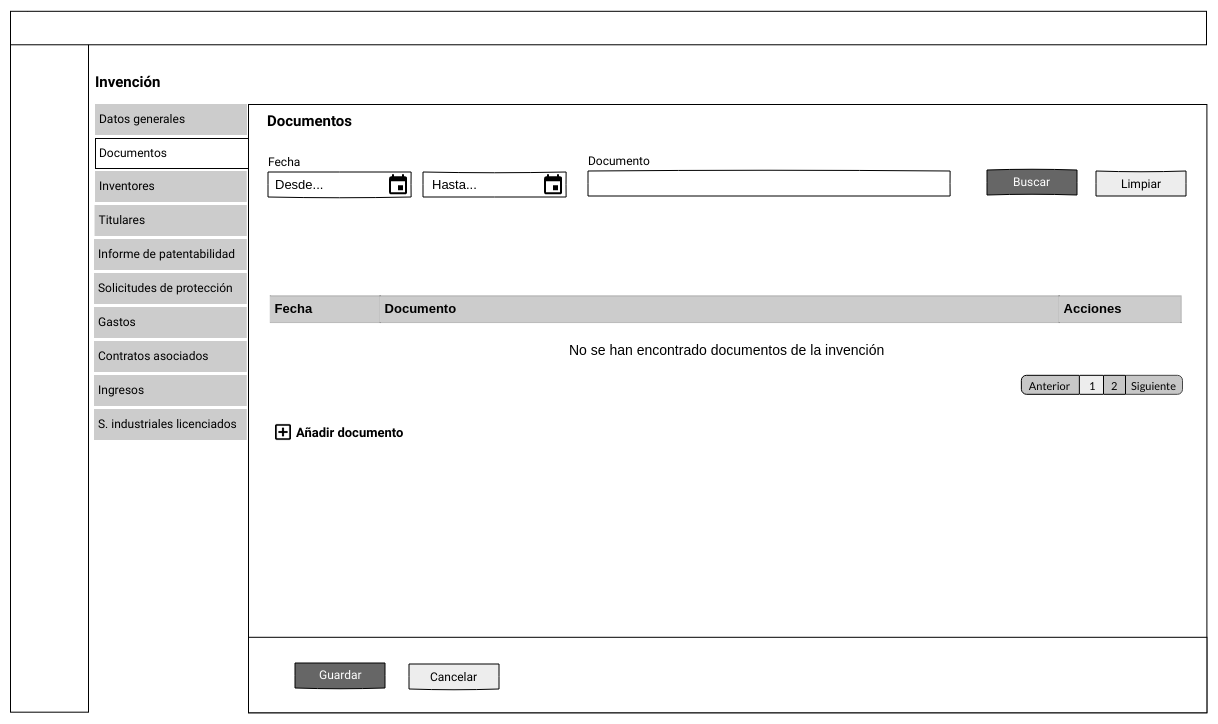 Invención
Datos generales
Documentos
Inventores
Titulares
Informe de patentabilidad
Solicitudes de protección
Gastos
Contratos asociados
Ingresos
S. industriales licenciados
Documentos
Fecha
Documento
Desde...
Hasta...
Buscar
Limpiar
Fecha Documento Acciones
No se han encontrado documentos de la invención
Anterior 1 2 Siguiente
Añadir documento
Guardar
Cancelar